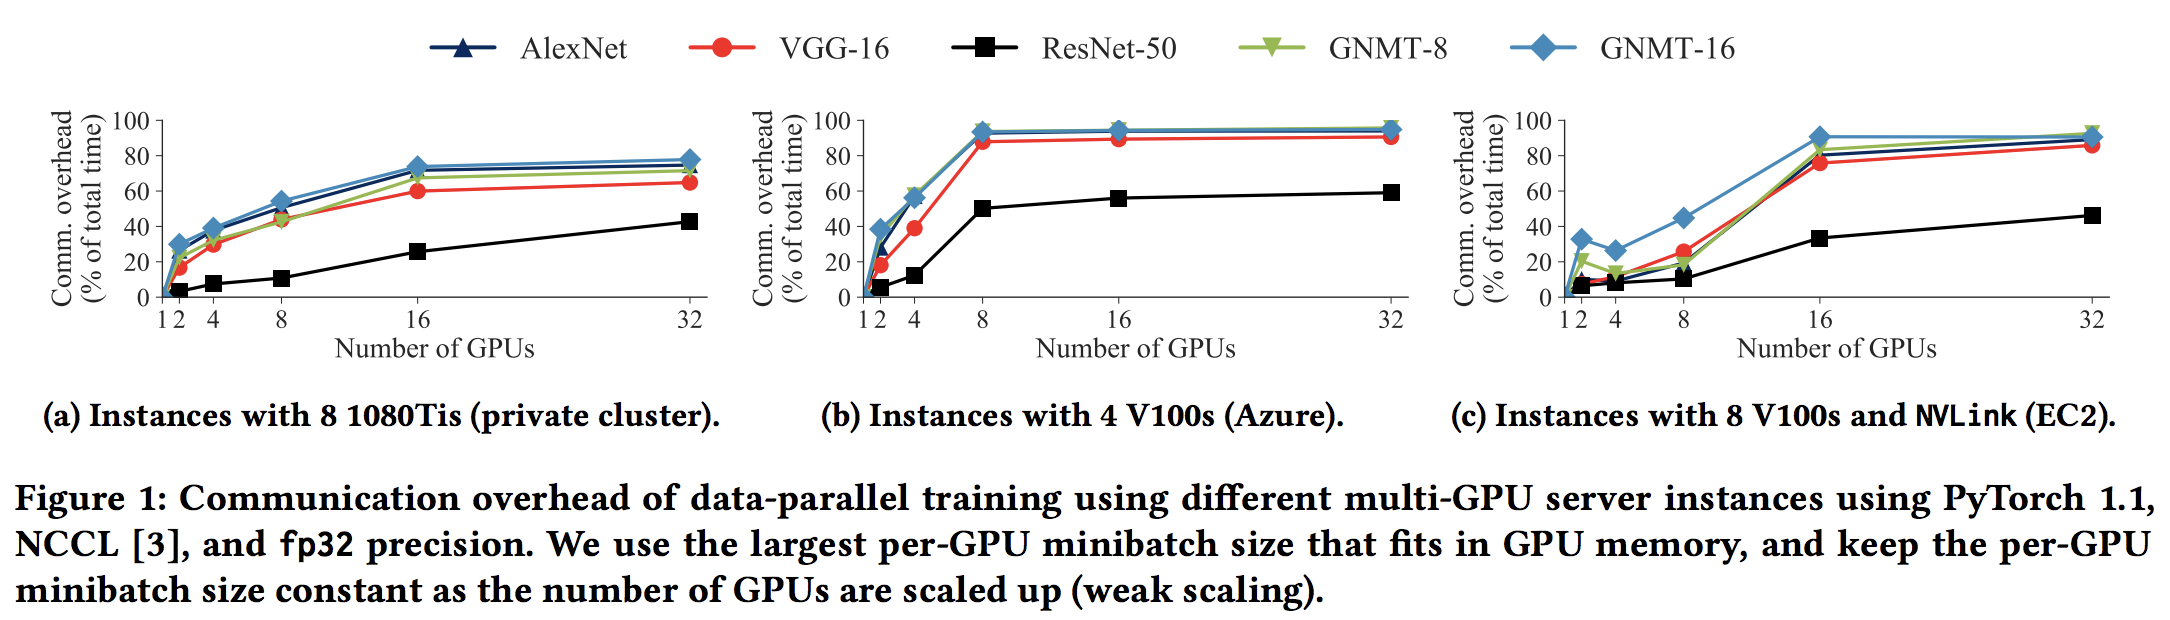 AlexNet VGG-16 ResNet-50 GNMT-8 GNMT-16
Comm. overhead
(% of total time)
100
80
60
40
20
0
1 2 4 8 16 32
Number of GPUs
(a) Instances with 8 1080Tis (private cluster).
Comm. overhead
(% of total time)
100
80
60
40
20
0
1 2 4 8 16 32
Number of GPUs
(b) Instances with 4 V100s (Azure).
Comm. overhead
(% of total time)
100
80
60
40
20
0
1 2 4 8 16 32
Number of GPUs
(c) Instances with 8 V100s and NVLink (EC2).
Figure 1: Communication overhead of data-parallel training using different multi-GPU server instances using PyTorch 1.1,
NCCL [3], and fp32 precision. We use the largest per-GPU minibatch size that fits in GPU memory, and keep the per-GPU
minibatch size constant as the number of GPUs are scaled up (weak scaling).